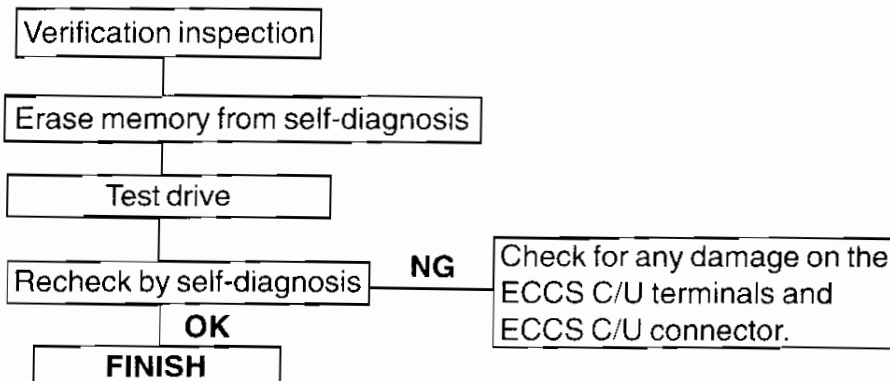 Verification inspection
Erase memory from self-diagnosis
Test drive
Recheck by self-diagnosis
NG
Check for any damage on the
ECCS C/U terminals and
ECCS C/U connector.
OK
FINISH